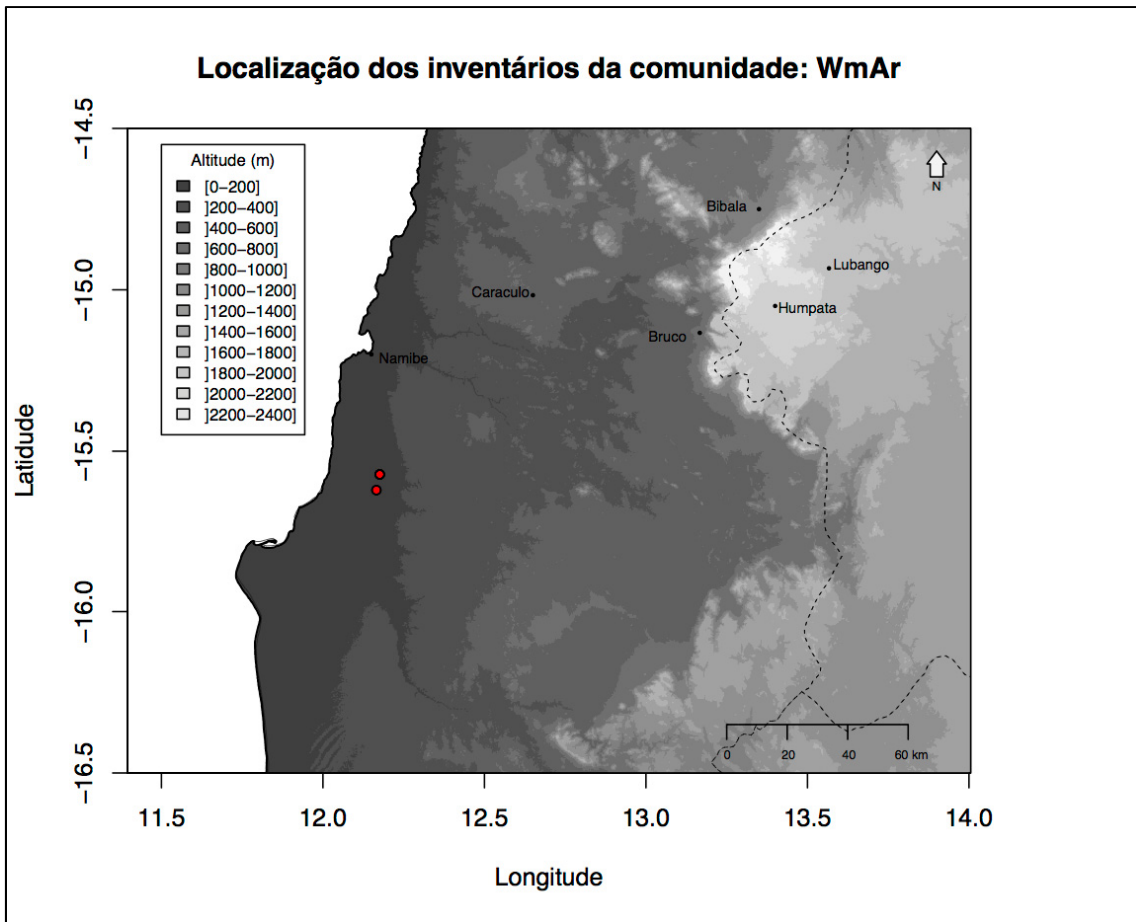 Localização dos inventários da comunidade: WmAr
Altitude (m)
[0−200]
]200−400]
]400−600]
]600−800]
]800−1000]
]1000−1200]
]1200−1400]
]1400−1600]
]1600−1800]
]1800−2000]
]2000−2200]
]2200−2400]
N
Bibala
Lubango
Caraculo
Humpata
Bruco
Namibe
0 20 40 60 km
−14.5
−15.0
−15.5
−16.0
−16.5
Latidude
11.5 12.0 12.5 13.0 13.5 14.0
Longitude